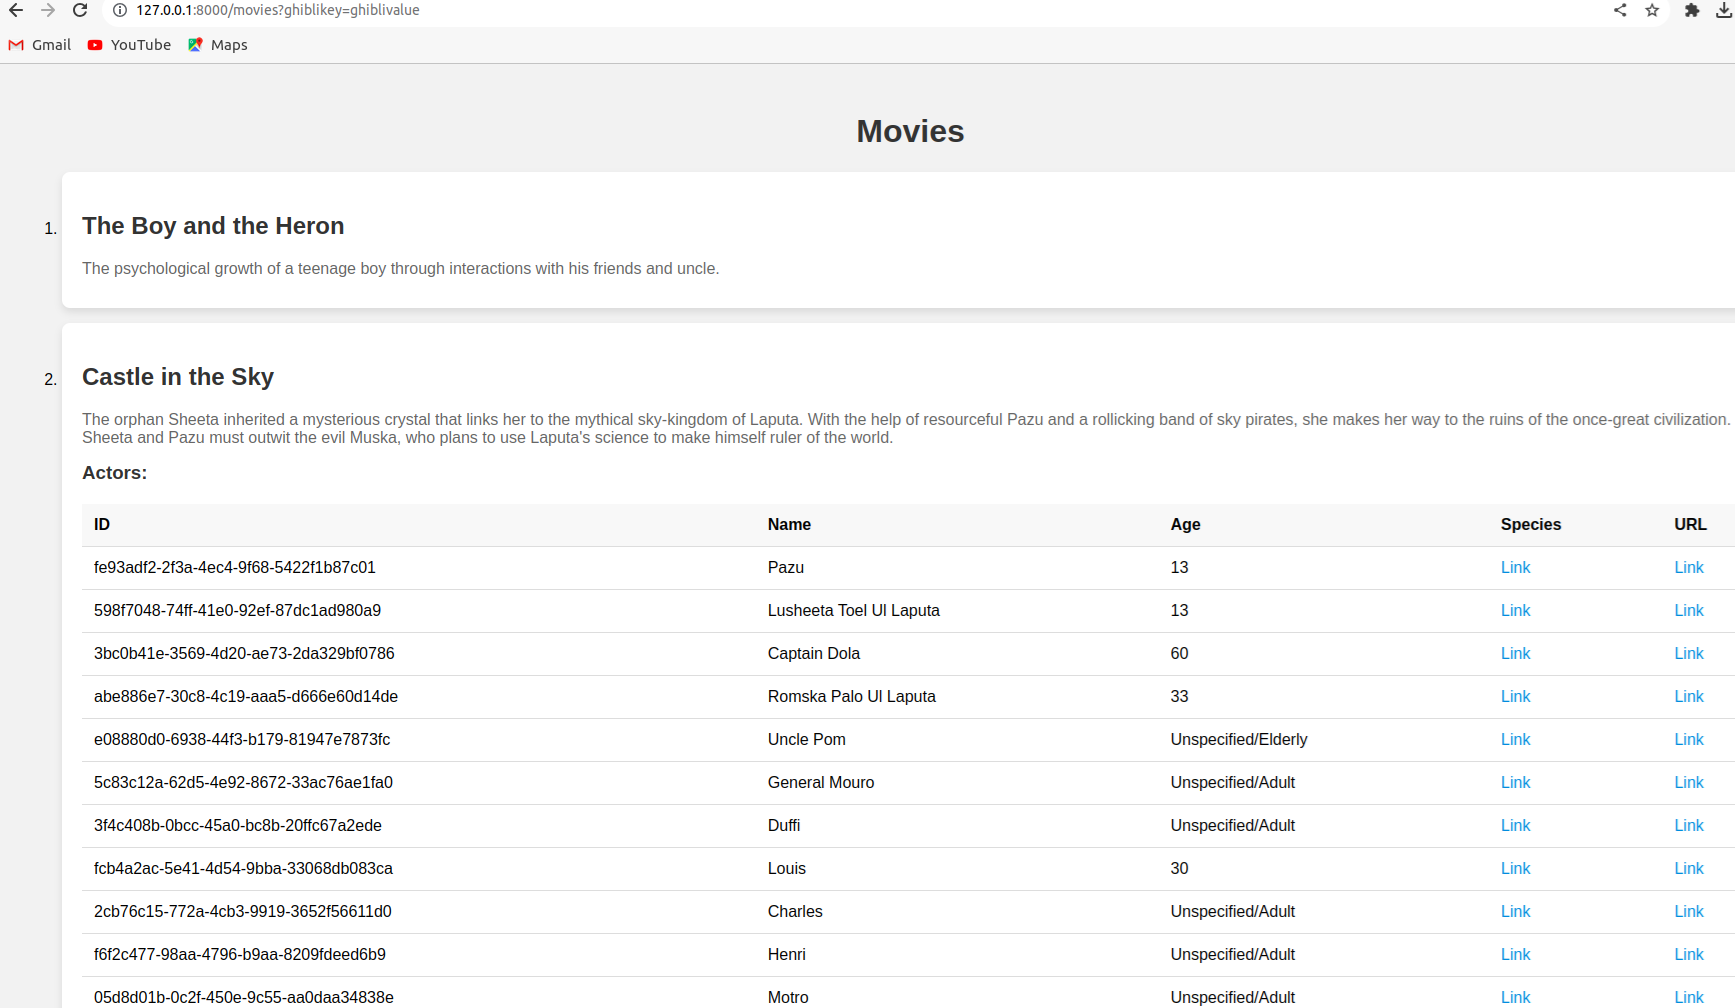 127.0.0.1:8000/movies?ghiblikey=ghiblivalue
Gmail YouTube Maps
Movies
1. The Boy and the Heron
The psychological growth of a teenage boy through interactions with his friends and uncle.
2. Castle in the Sky
The orphan Sheeta inherited a mysterious crystal that links her to the mythical sky-kingdom of Laputa. With the help of resourceful Pazu and a rollicking band of sky pirates, she makes her way to the ruins of the once-great civilization.
Sheeta and Pazu must outwit the evil Muska, who plans to use Laputa's science to make himself ruler of the world.
Actors:
ID Name Age Species URL
fe93adf2-2f3a-4ec4-9f68-5422f1b87c01 Pazu 13 Link Link
598f7048-74ff-41e0-92ef-87dc1ad980a9 Lusheeta Toel Ul Laputa 13 Link Link
3bc0b41e-3569-4d20-ae73-2da329bf0786 Captain Dola 60 Link Link
abe886e7-30c8-4c19-aaa5-d666e60d14de Romska Palo Ul Laputa 33 Link Link
e08880d0-6938-44f3-b179-81947e7873fc Uncle Pom Unspecified/Elderly Link Link
5c83c12a-62d5-4e92-8672-33ac76ae1fa0 General Mouro Unspecified/Adult Link Link
3f4c408b-0bcc-45a0-bc8b-20ffc67a2ede Duffi Unspecified/Adult Link Link
fcb4a2ac-5e41-4d54-9bba-33068db083ca Louis 30 Link Link
2cb76c15-772a-4cb3-9919-3652f56611d0 Charles Unspecified/Adult Link Link
f6f2c477-98aa-4796-b9aa-8209fdeed6b9 Henri Unspecified/Adult Link Link
05d8d01b-0c2f-450e-9c55-aa0daa34838e Motro Unspecified/Adult Link Link